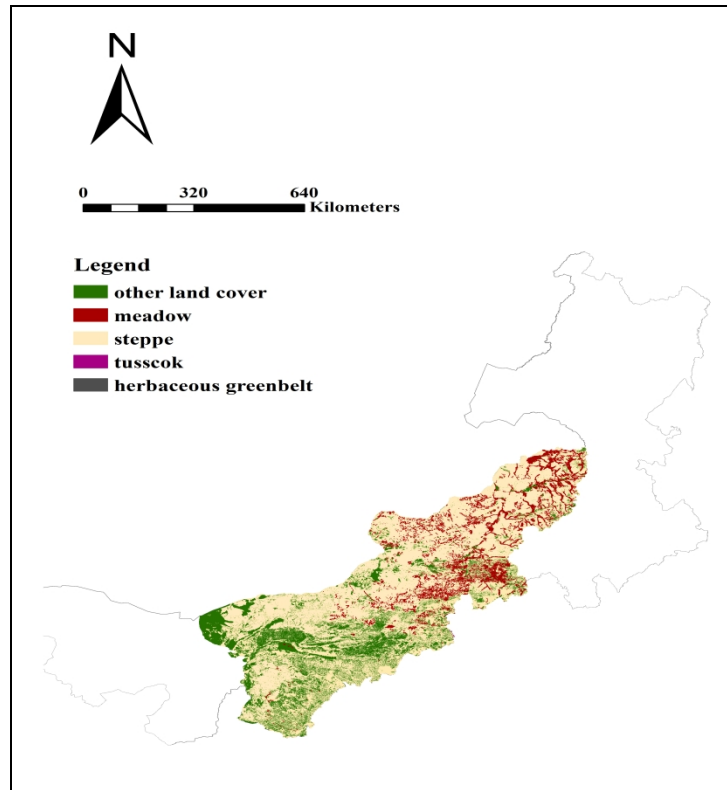 N
0 320 640
Kilometers
Legend
other land cover
meadow
steppe
tusscok
herbaceous greenbelt